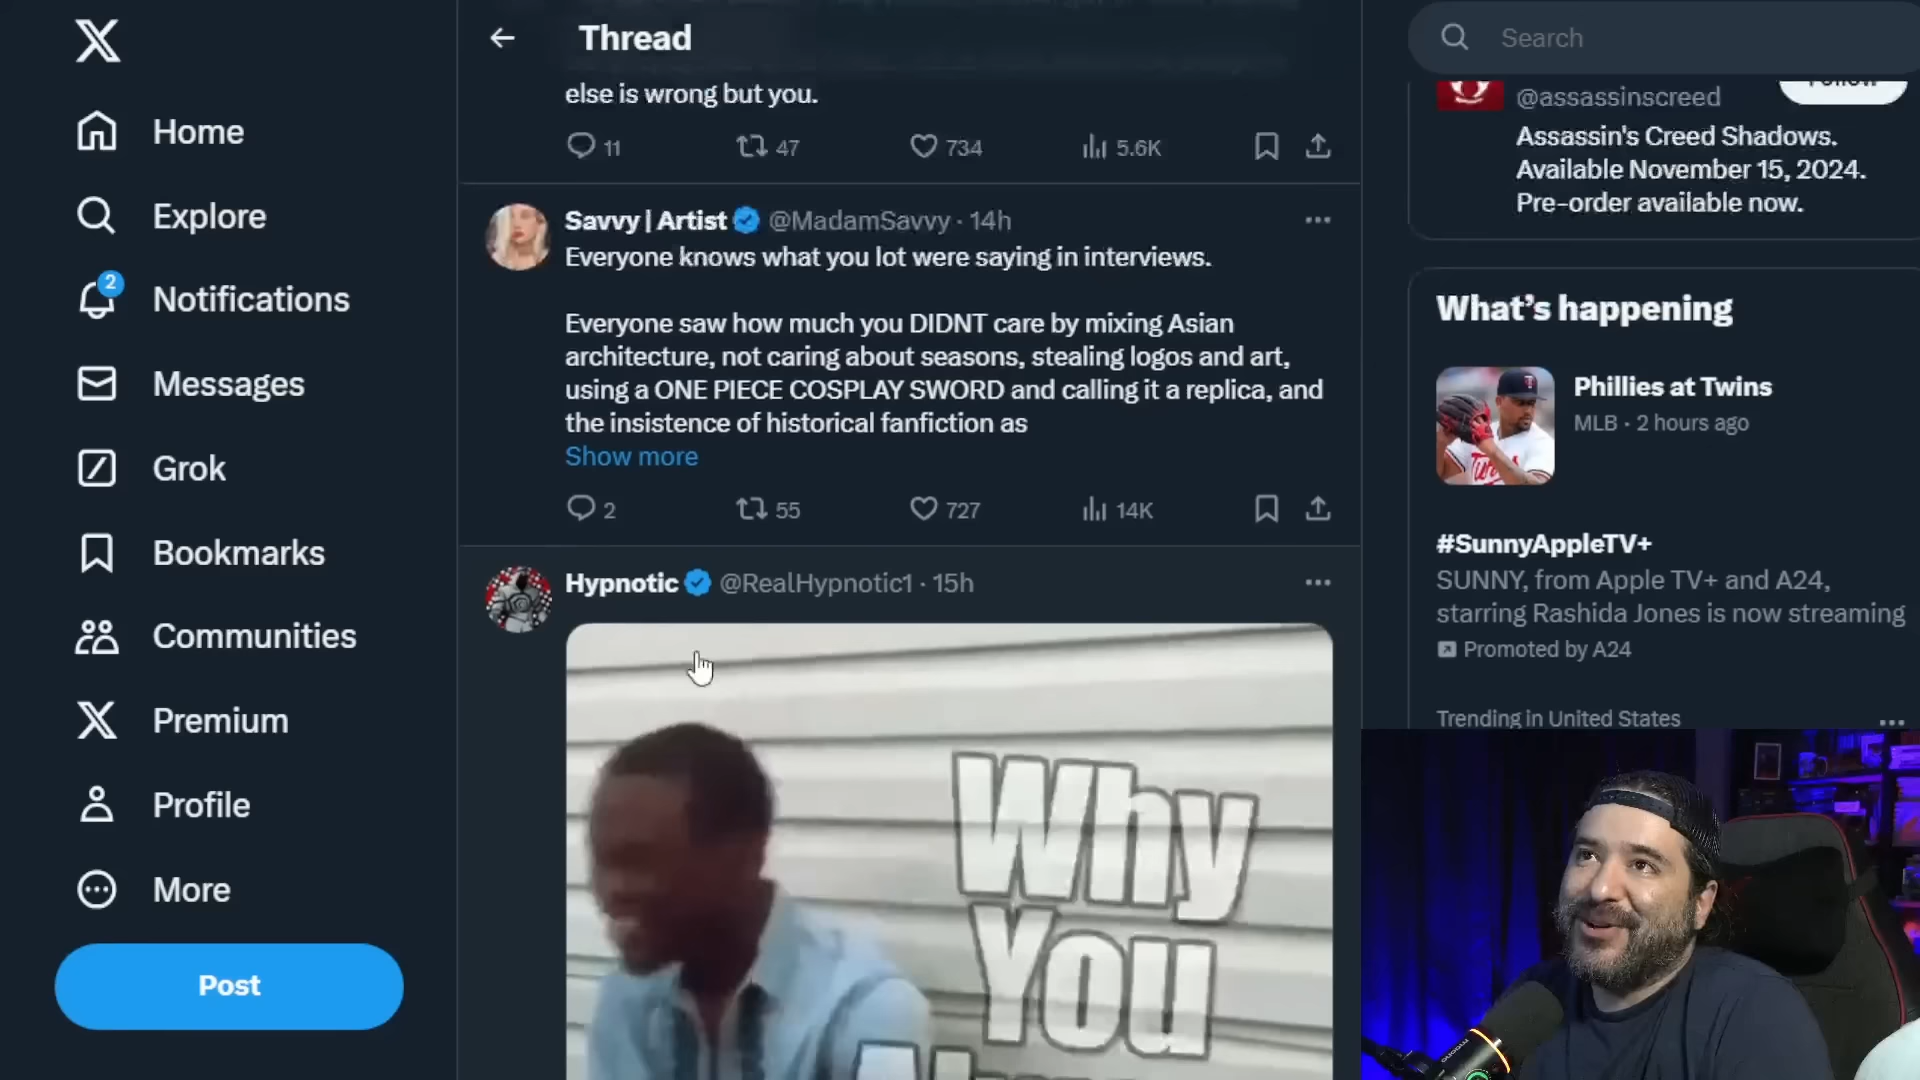 Home
Explore
2
Notifications
Messages
Grok
Bookmarks
Communities
Premium
Profile
More
Post
Thread
else is wrong but you.
11 47 734 5.6K
Savvy | Artist @MadamSavvy · 14h
Everyone knows what you lot were saying in interviews.
Everyone saw how much you DIDNT care by mixing Asian
architecture, not caring about seasons, stealing logos and art,
using a ONE PIECE COSPLAY SWORD and calling it a replica, and
the insistence of historical fanfiction as
Show more
2 55 727 14K
Hypnotic @RealHypnotic1 · 15h
Why
You
Search
@assassinscreed
Follow
Assassin's Creed Shadows.
Available November 15, 2024.
Pre-order available now.
What's happening
Phillies at Twins
MLB · 2 hours ago
#SunnyAppleTV+
SUNNY, from Apple TV+ and A24,
starring Rashida Jones is now streaming
Promoted by A24
Trending in United States